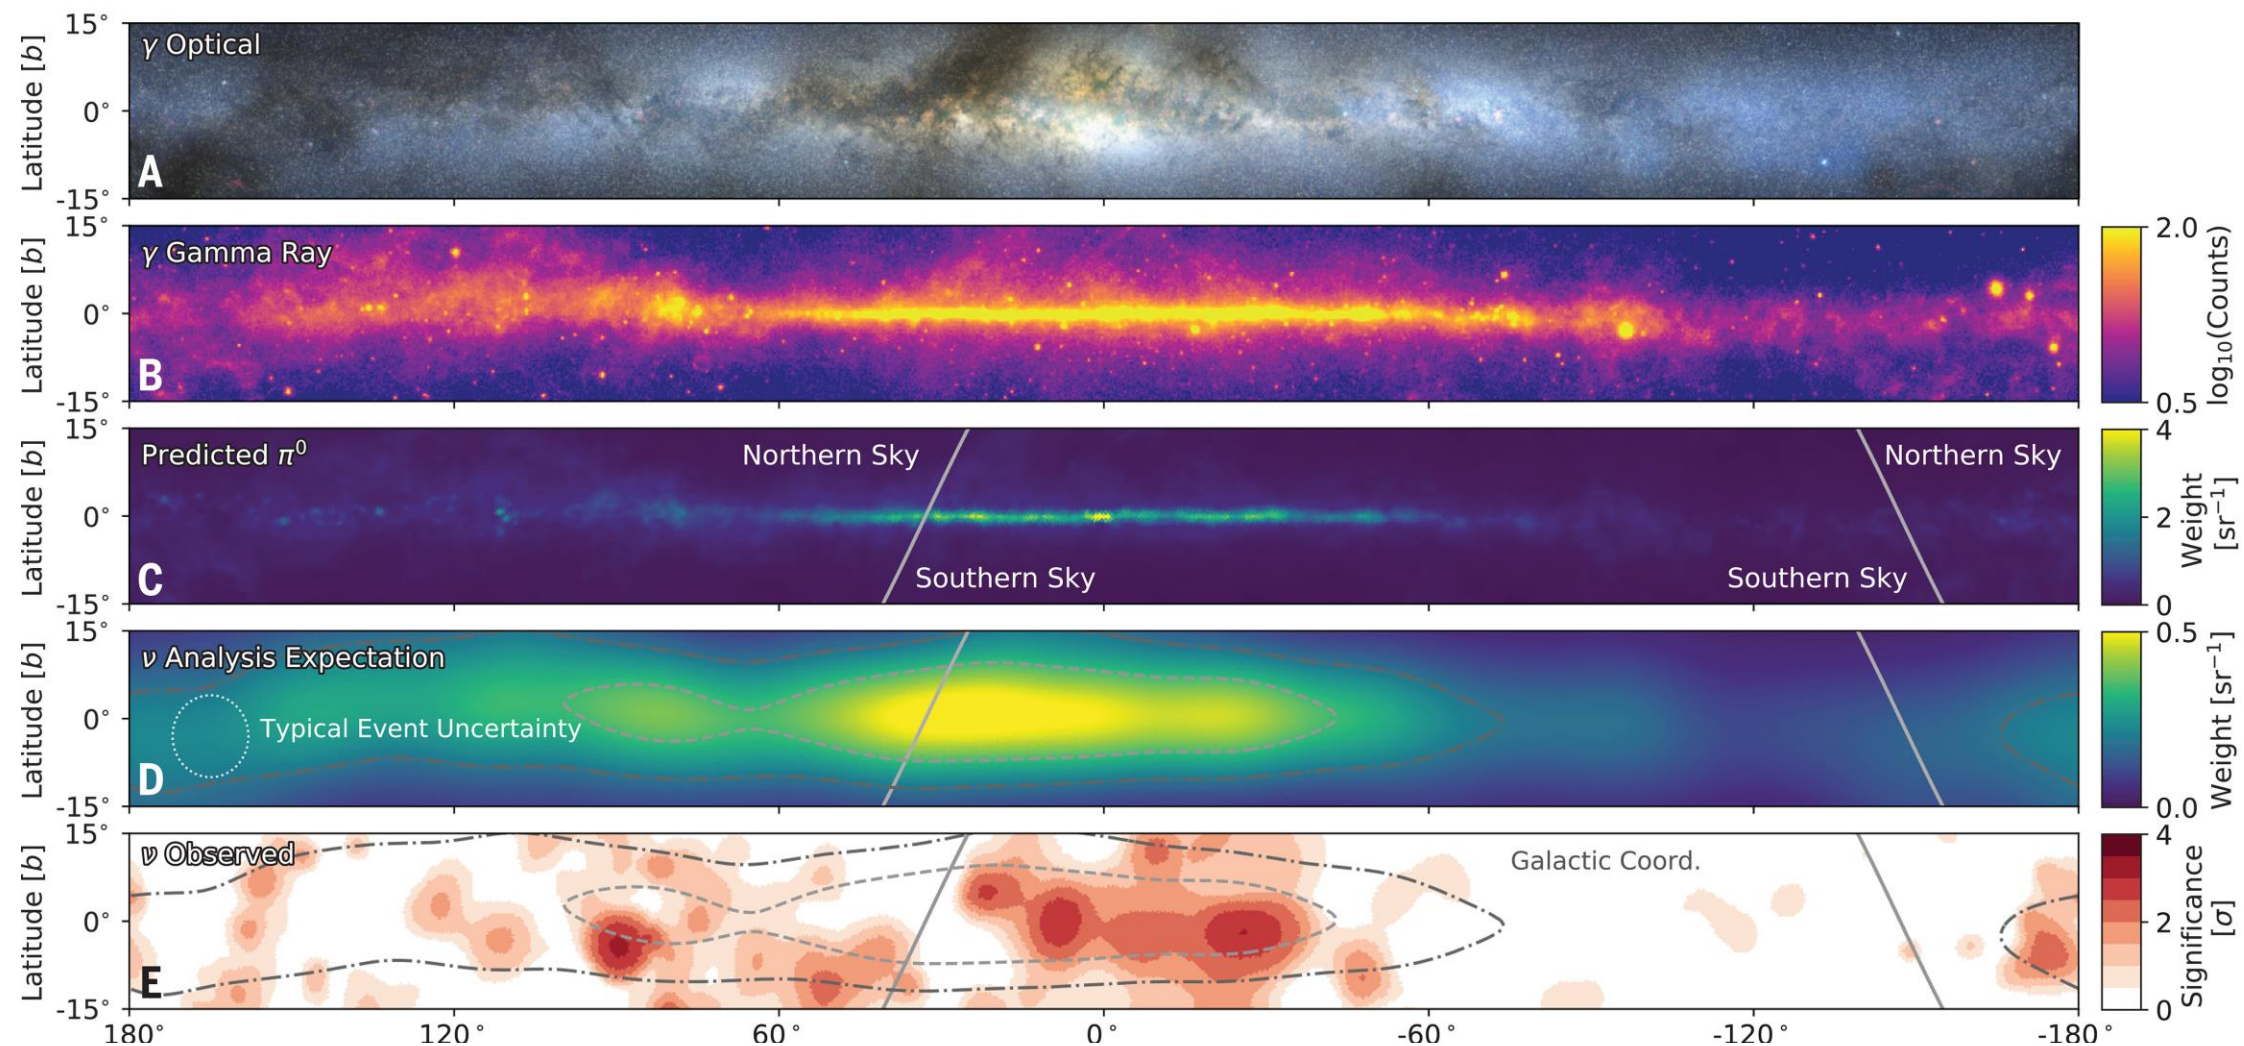 15°
γ Optical
Latitude [b]
0°
A
-15°
15°
γ Gamma Ray
Latitude [b]
0°
B
-15°
2.0
log10(Counts)
0.5
15°
Predicted π⁰
Northern Sky
Northern Sky
Latitude [b]
0°
C
Southern Sky
Southern Sky
-15°
4
2
0
Weight
[sr⁻¹]
15°
ν Analysis Expectation
Latitude [b]
0°
Typical Event Uncertainty
D
-15°
0.5
0.0
Weight [sr⁻¹]
15°
ν Observed
Galactic Coord.
Latitude [b]
0°
E
-15°
4
2
0
Significance
[σ]
180° 120° 60° 0° -60° -120° -180°